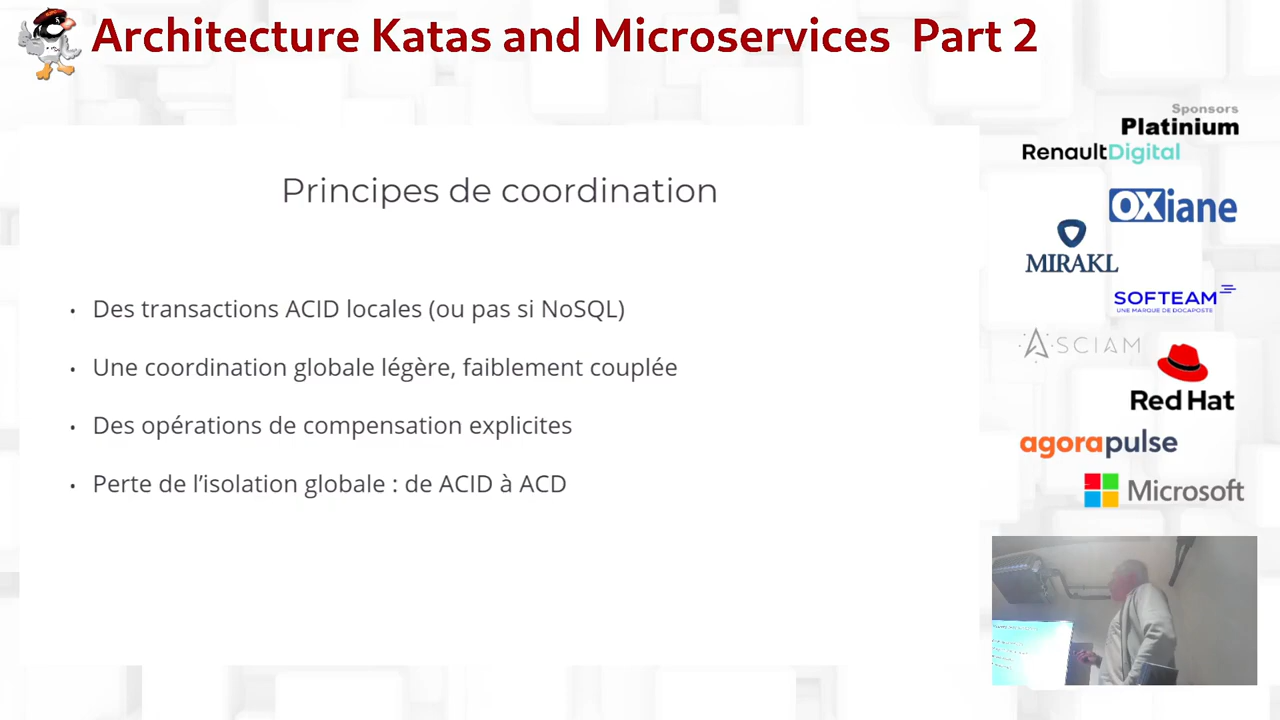 Architecture Katas and Microservices Part 2
Sponsors
Platinium
RenaultDigital
OXiane
MIRAKL
SOFTEAM
UNE MARQUE DE DOCAPOSTE
ASCIAM
Red Hat
agorapulse
Microsoft
Principes de coordination
• Des transactions ACID locales (ou pas si NoSQL)
• Une coordination globale légère, faiblement couplée
• Des opérations de compensation explicites
• Perte de l’isolation globale : de ACID à ACD